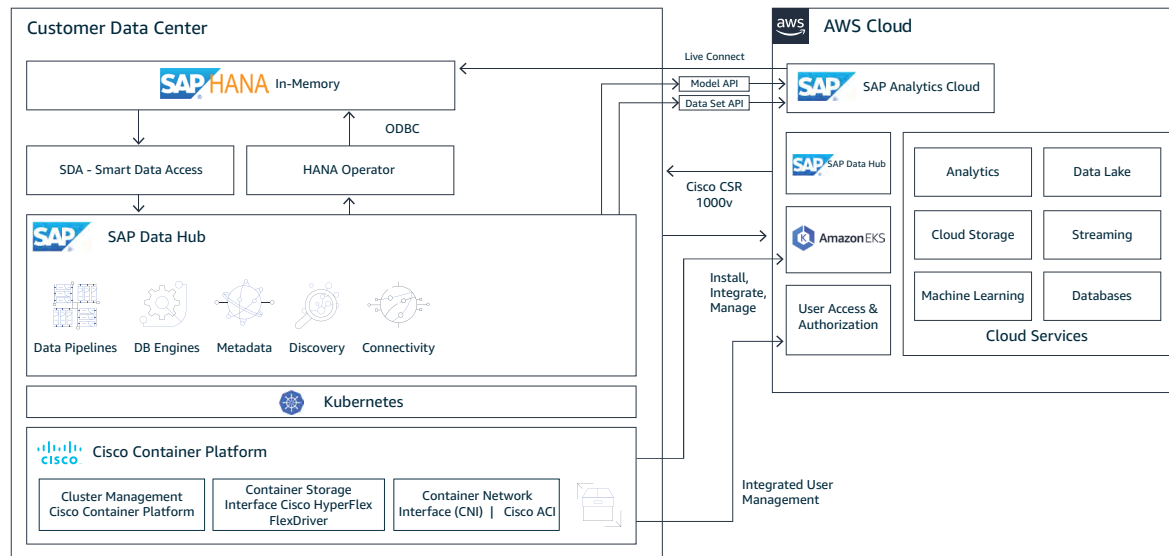 Customer Data Center
SAP HANA In-Memory
ODBC
SDA - Smart Data Access
HANA Operator
SAP
SAP Data Hub
Data Pipelines
DB Engines
Metadata
Discovery
Connectivity
Kubernetes
CISCO
Cisco Container Platform
Cluster Management
Cisco Container Platform
Container Storage
Interface Cisco HyperFlex
FlexDriver
Container Network
Interface (CNI) | Cisco ACI
Live Connect
Model API
Data Set API
Cisco CSR
1000v
Install,
Integrate,
Manage
Integrated User
Management
aws
AWS Cloud
SAP
SAP Analytics Cloud
SAP
SAP Data Hub
Amazon EKS
User Access &
Authorization
Analytics
Data Lake
Cloud Storage
Streaming
Machine Learning
Databases
Cloud Services